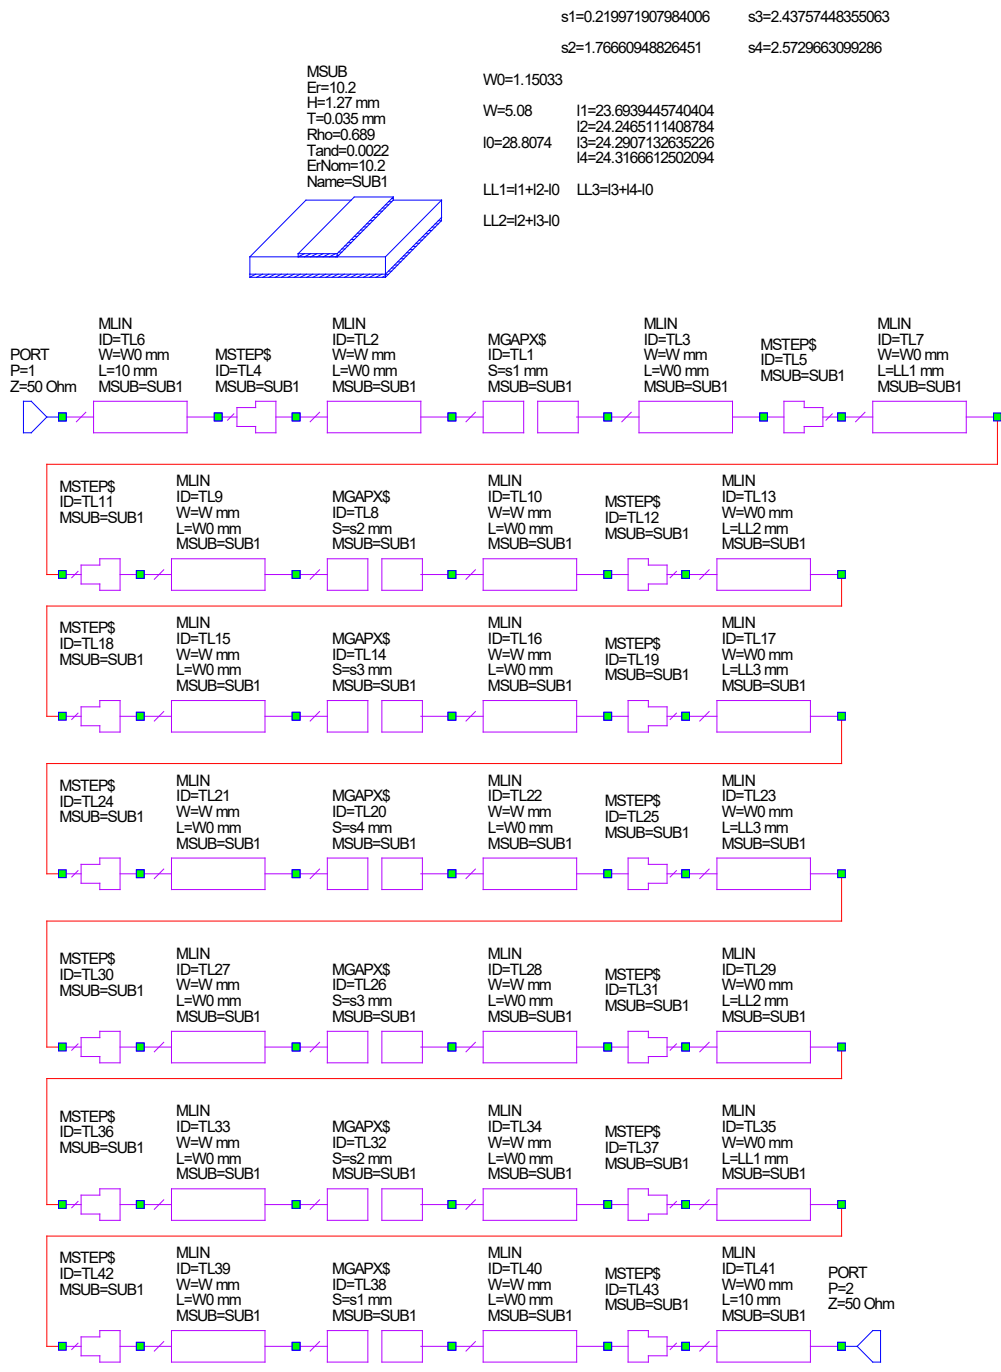 s1=0.219971907984006 s3=2.43757448355063
s2=1.76660948826451 s4=2.5729663099286
MSUB
Er=10.2
H=1.27 mm
T=0.035 mm
Rho=0.689
Tand=0.0022
ErNom=10.2
Name=SUB1
W0=1.15033
W=5.08
l0=28.8074
l1=23.6939445740404
l2=24.2465111408784
l3=24.2907132635226
l4=24.3166612502094
LL1=l1+l2-l0 LL3=l3+l4-l0
LL2=l2+l3-l0
PORT
P=1
Z=50 Ohm
MLIN
ID=TL6
W=W0 mm
L=10 mm
MSUB=SUB1
MSTEP$
ID=TL4
MSUB=SUB1
MLIN
ID=TL2
W=W mm
L=W0 mm
MSUB=SUB1
MGAPX$
ID=TL1
S=s1 mm
MSUB=SUB1
MLIN
ID=TL3
W=W mm
L=W0 mm
MSUB=SUB1
MSTEP$
ID=TL5
MSUB=SUB1
MLIN
ID=TL7
W=W0 mm
L=LL1 mm
MSUB=SUB1
MSTEP$
ID=TL11
MSUB=SUB1
MLIN
ID=TL9
W=W mm
L=W0 mm
MSUB=SUB1
MGAPX$
ID=TL8
S=s2 mm
MSUB=SUB1
MLIN
ID=TL10
W=W mm
L=W0 mm
MSUB=SUB1
MSTEP$
ID=TL12
MSUB=SUB1
MLIN
ID=TL13
W=W0 mm
L=LL2 mm
MSUB=SUB1
MSTEP$
ID=TL18
MSUB=SUB1
MLIN
ID=TL15
W=W mm
L=W0 mm
MSUB=SUB1
MGAPX$
ID=TL14
S=s3 mm
MSUB=SUB1
MLIN
ID=TL16
W=W mm
L=W0 mm
MSUB=SUB1
MSTEP$
ID=TL19
MSUB=SUB1
MLIN
ID=TL17
W=W0 mm
L=LL3 mm
MSUB=SUB1
MSTEP$
ID=TL24
MSUB=SUB1
MLIN
ID=TL21
W=W mm
L=W0 mm
MSUB=SUB1
MGAPX$
ID=TL20
S=s4 mm
MSUB=SUB1
MLIN
ID=TL22
W=W mm
L=W0 mm
MSUB=SUB1
MSTEP$
ID=TL25
MSUB=SUB1
MLIN
ID=TL23
W=W0 mm
L=LL3 mm
MSUB=SUB1
MSTEP$
ID=TL30
MSUB=SUB1
MLIN
ID=TL27
W=W mm
L=W0 mm
MSUB=SUB1
MGAPX$
ID=TL26
S=s3 mm
MSUB=SUB1
MLIN
ID=TL28
W=W mm
L=W0 mm
MSUB=SUB1
MSTEP$
ID=TL31
MSUB=SUB1
MLIN
ID=TL29
W=W0 mm
L=LL2 mm
MSUB=SUB1
MSTEP$
ID=TL36
MSUB=SUB1
MLIN
ID=TL33
W=W mm
L=W0 mm
MSUB=SUB1
MGAPX$
ID=TL32
S=s2 mm
MSUB=SUB1
MLIN
ID=TL34
W=W mm
L=W0 mm
MSUB=SUB1
MSTEP$
ID=TL37
MSUB=SUB1
MLIN
ID=TL35
W=W0 mm
L=LL1 mm
MSUB=SUB1
MSTEP$
ID=TL42
MSUB=SUB1
MLIN
ID=TL39
W=W mm
L=W0 mm
MSUB=SUB1
MGAPX$
ID=TL38
S=s1 mm
MSUB=SUB1
MLIN
ID=TL40
W=W mm
L=W0 mm
MSUB=SUB1
MSTEP$
ID=TL43
MSUB=SUB1
MLIN
ID=TL41
W=W0 mm
L=10 mm
MSUB=SUB1
PORT
P=2
Z=50 Ohm